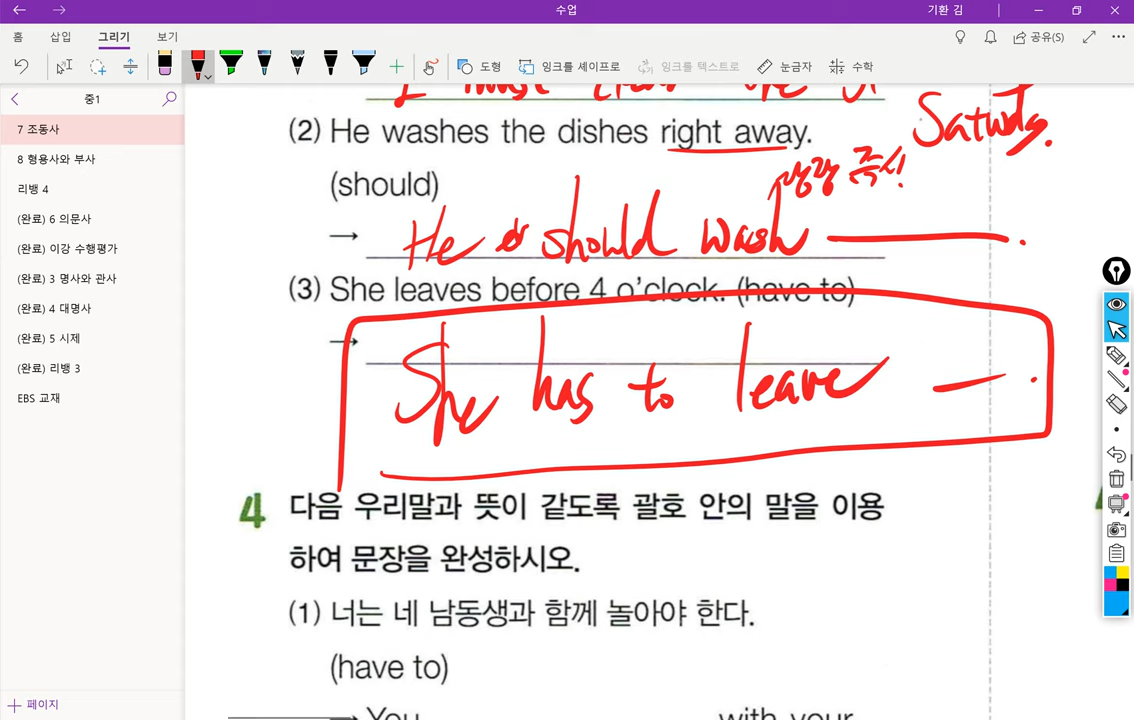 수업
기환 김
홈 삽입 그리기 보기
공유(S)
도형 잉크를 셰이프로 잉크를 텍스트로 눈금자 수학
중1
7 조동사
8 형용사와 부사
리뱅 4
(완료) 6 의문사
(완료) 이강 수행평가
(완료) 3 명사와 관사
(완료) 4 대명사
(완료) 5 시제
(완료) 리뱅 3
EBS 교재
페이지
I must clean the
(2) He washes the dishes right away.
즉시!
(should)
→ He should wash
(3) She leaves before 4 o'clock. (have to)
→ She has to leave
4 다음 우리말과 뜻이 같도록 괄호 안의 말을 이용
하여 문장을 완성하시오.
(1) 너는 네 남동생과 함께 놀아야 한다.
(have to)
→ You with your